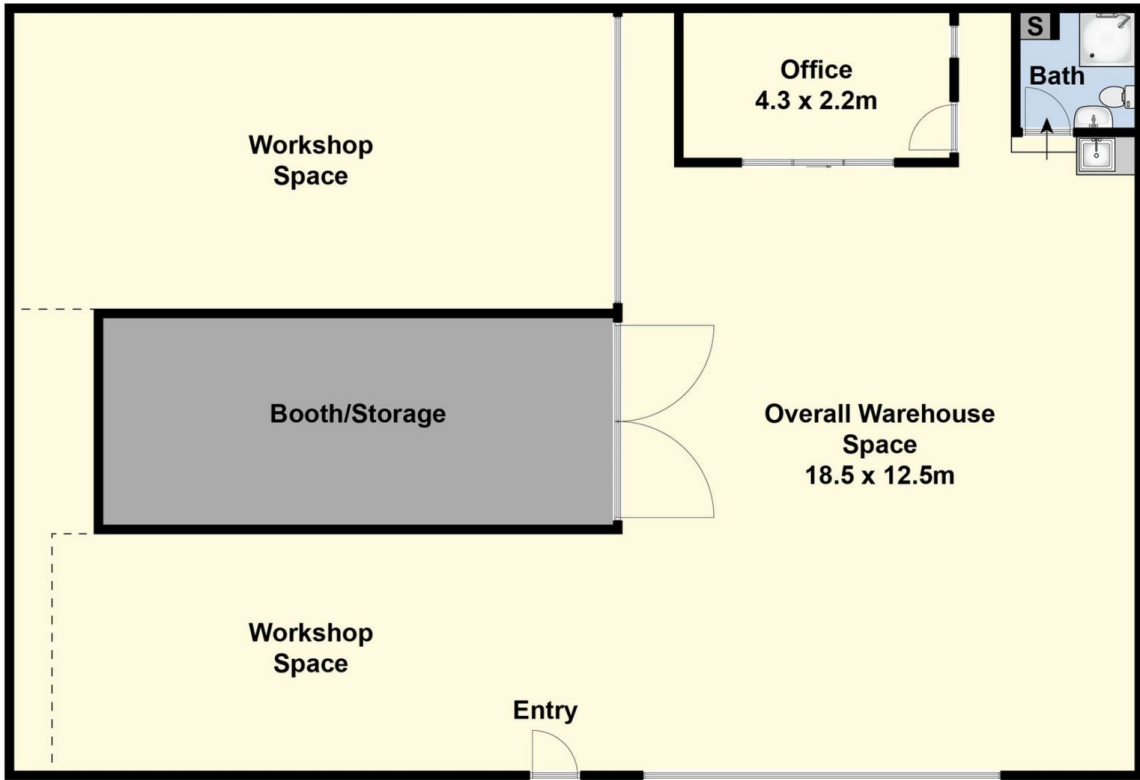 Workshop
Space
Office
4.3 x 2.2m
S
Bath
Booth/Storage
Overall Warehouse
Space
18.5 x 12.5m
Workshop
Space
Entry